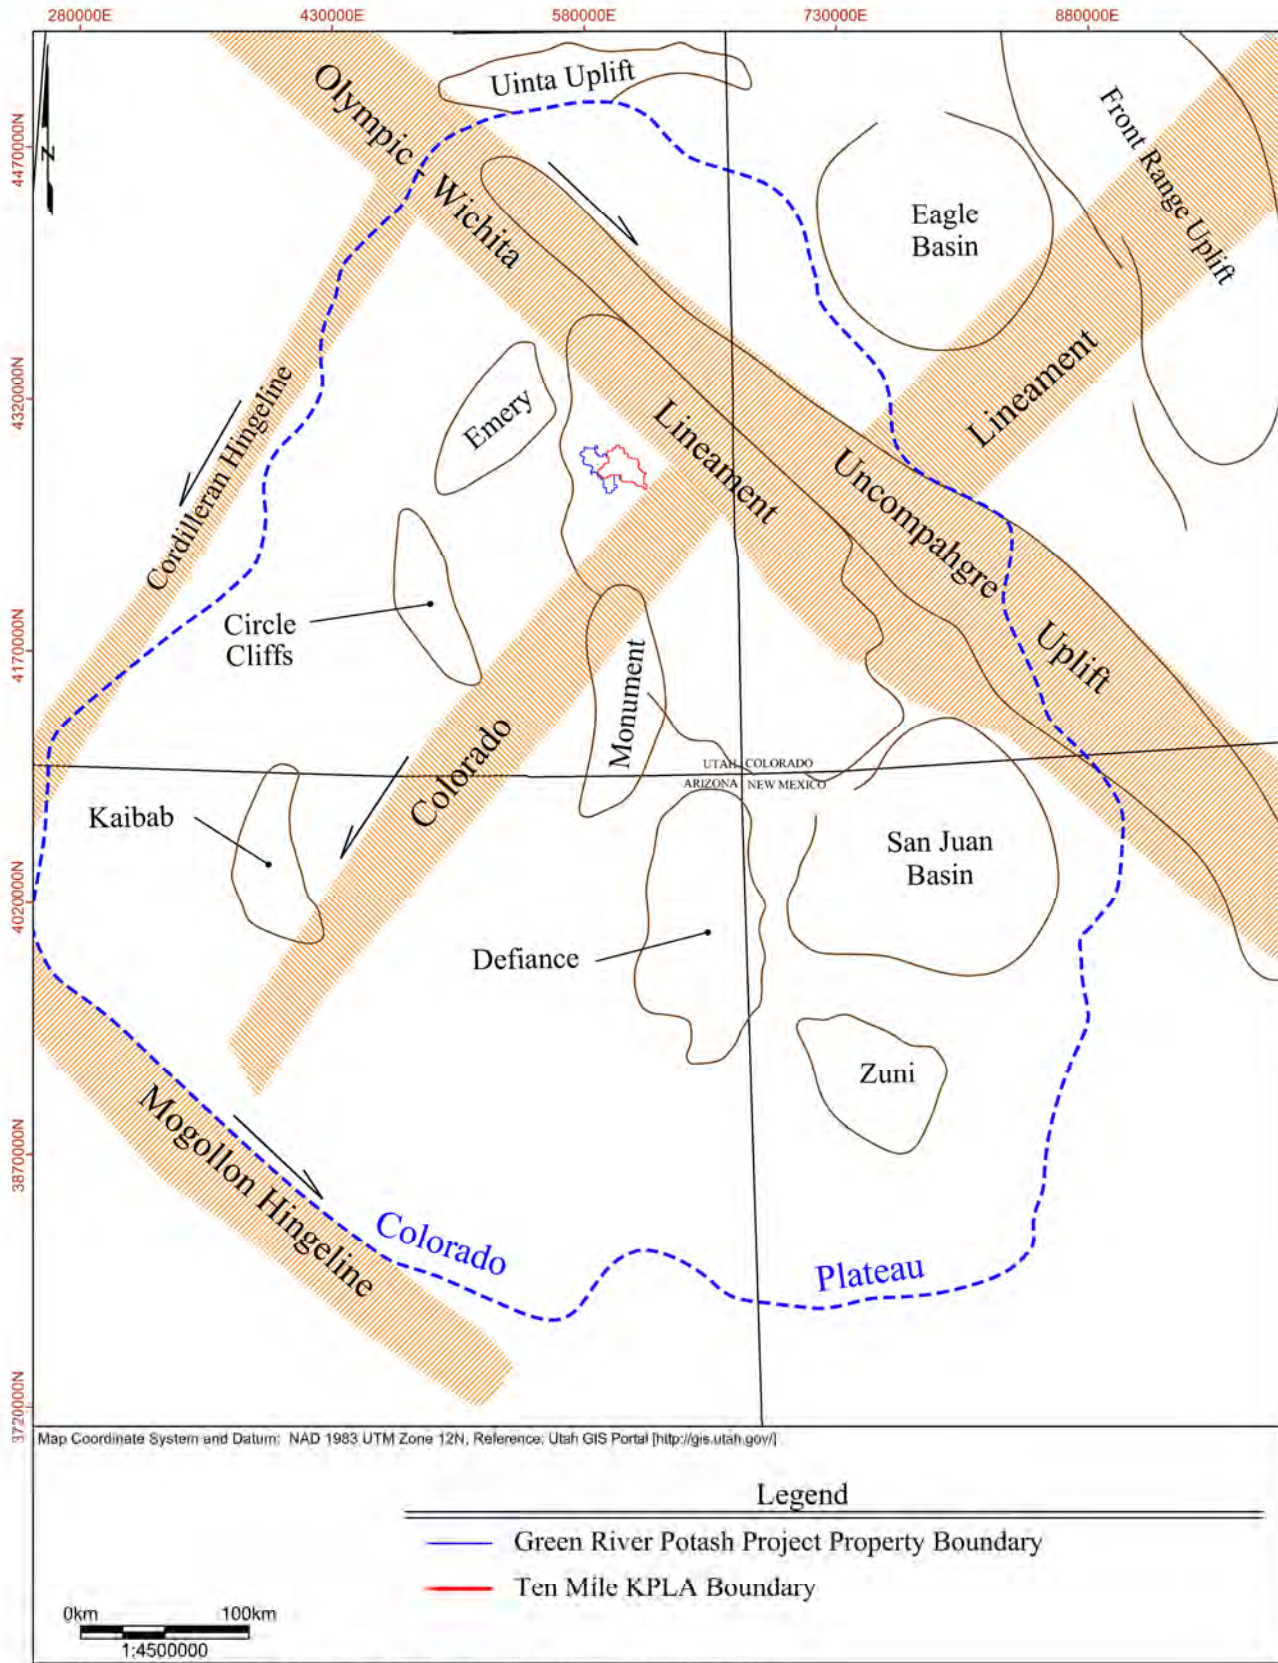 280000E 430000E 580000E 730000E 880000E
4470000N
4320000N
4170000N
4020000N
3870000N
3720000N
N
Uinta Uplift
Olympic - Wichita
Lineament
Front Range Uplift
Eagle
Basin
Lineament
Emery
Cordilleran Hingeline
Uncompahgre
Uplift
Circle
Cliffs
Monument
Colorado
UTAH COLORADO
ARIZONA NEW MEXICO
Kaibab
San Juan
Basin
Defiance
Zuni
Mogollon Hingeline
Colorado
Plateau
Map Coordinate System and Datum: NAD 1983 UTM Zone 12N, Reference: Utah GIS Portal [http://gis.utah.gov/]
Legend
Green River Potash Project Property Boundary
Ten Mile KPLA Boundary
0km 100km
1:4500000